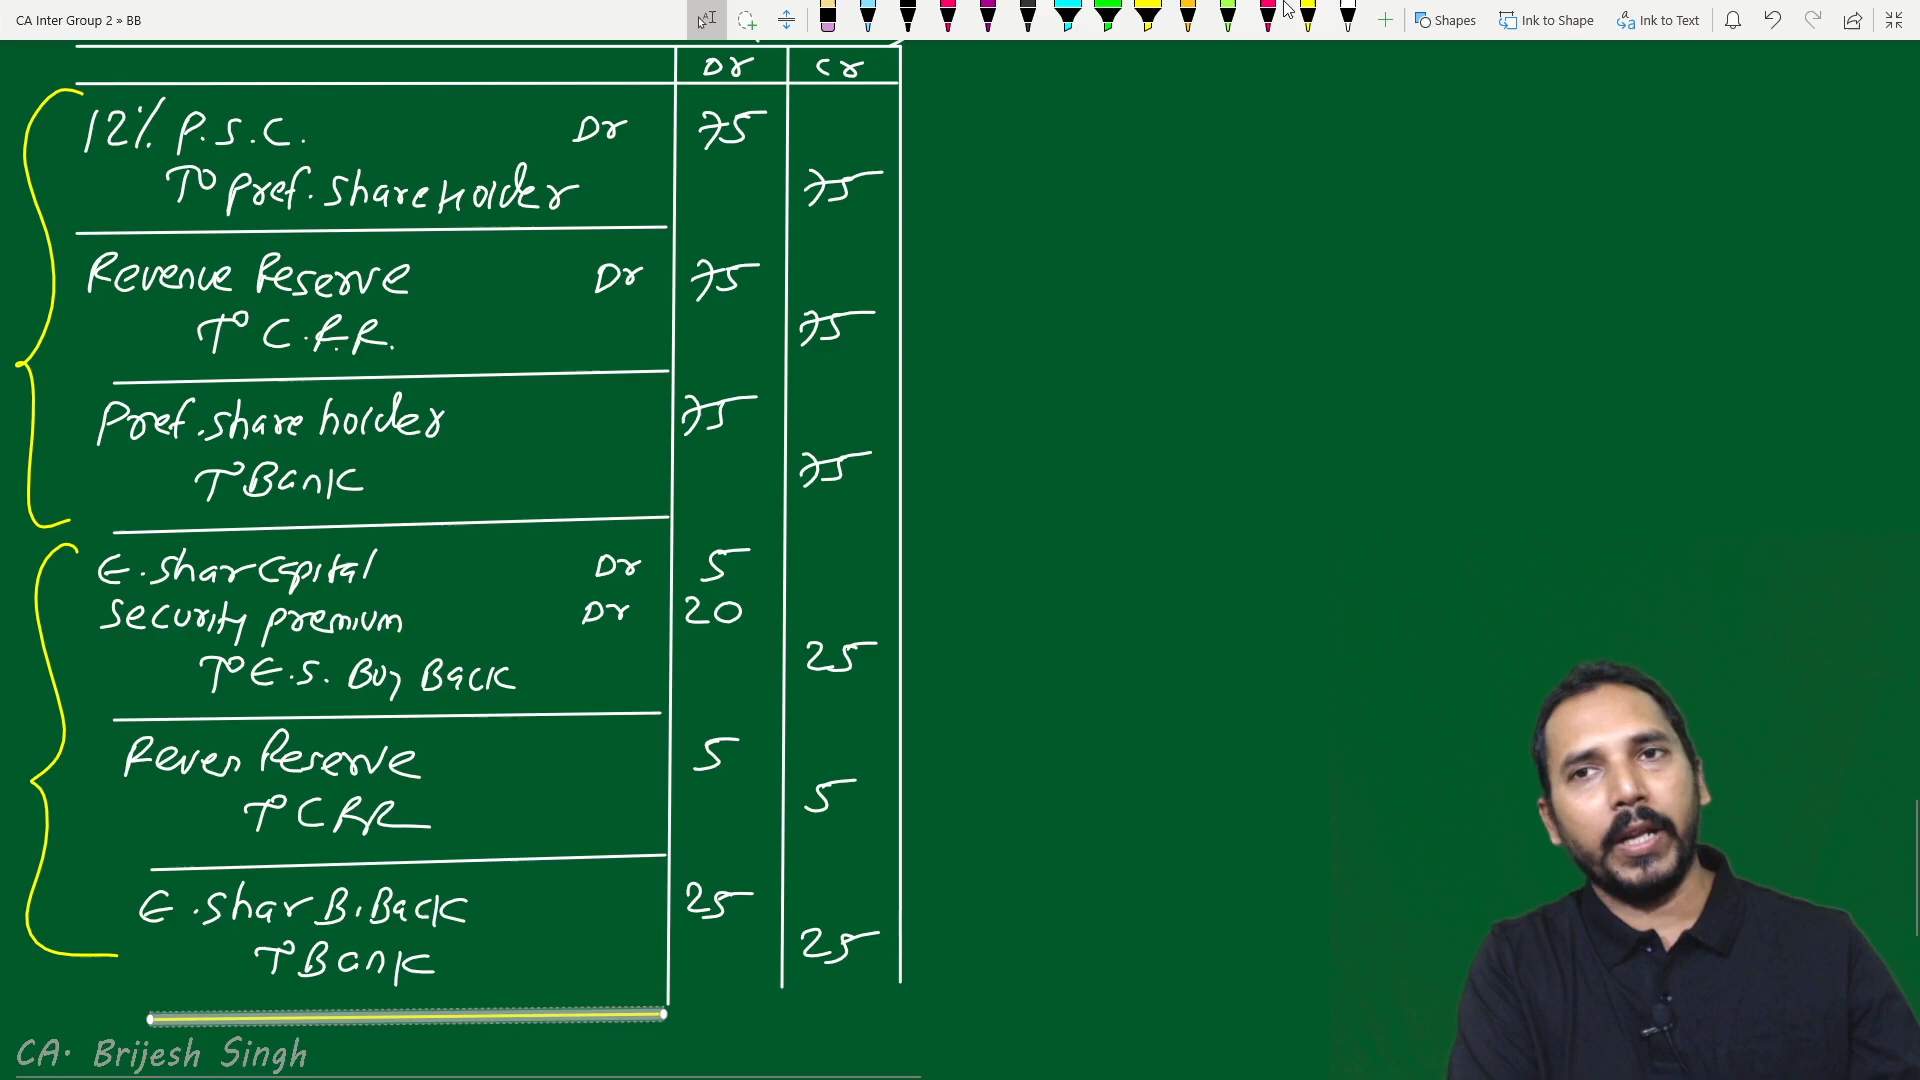 CA Inter Group 2 » BB
Shapes
Ink to Shape
Ink to Text
Dr Cr
12% P.S.C. Dr 75
To Pref. Share Holder 75
Revenue Reserve Dr 75
To C.R.R. 75
Pref. share holder 75
To Bank 75
E. Shar Capital Dr 5
Security premium Dr 20
To E.S. Buy Back 25
Reven Reserve 5
To CRR 5
E. Shar B. Back 25
To Bank 25
CA. Brijesh Singh